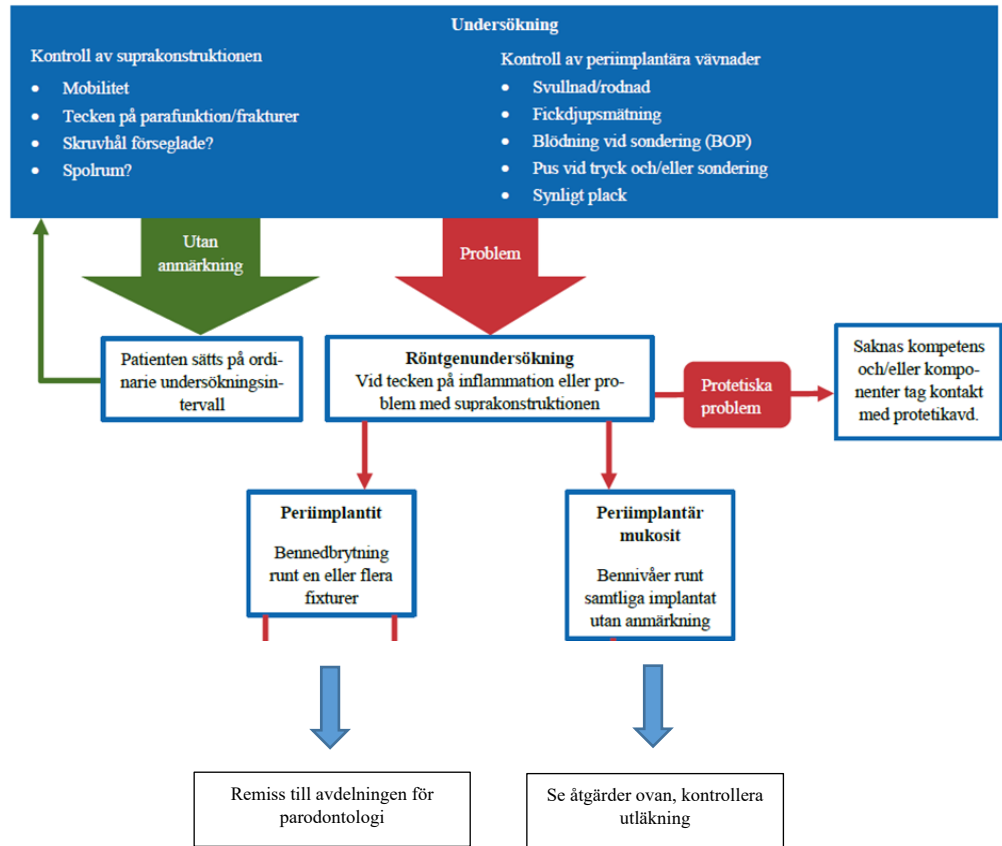 Undersökning
Kontroll av suprakonstruktionen
• Mobilitet
• Tecken på parafunktion/frakturer
• Skruvhål förseglade?
• Spolrum?
Kontroll av periimplantära vävnader
• Svullnad/rodnad
• Fickdjupsmätning
• Blödning vid sondering (BOP)
• Pus vid tryck och/eller sondering
• Synligt plack
Utan
anmärkning
Problem
Patienten sätts på ordi-
narie undersökningsin-
tervall
Röntgenundersökning
Vid tecken på inflammation eller pro-
blem med suprakonstruktionen
Protetiska
problem
Saknas kompetens
och/eller kompo-
nenter tag kontakt
med protetikavd.
Periimplantit
Bennedbrytning
runt en eller flera
fixturer
Periimplantär
mukosit
Bennivåer runt
samtliga implantat
utan anmärkning
Remiss till avdelningen för
parodontologi
Se åtgärder ovan, kontrollera
utläkning